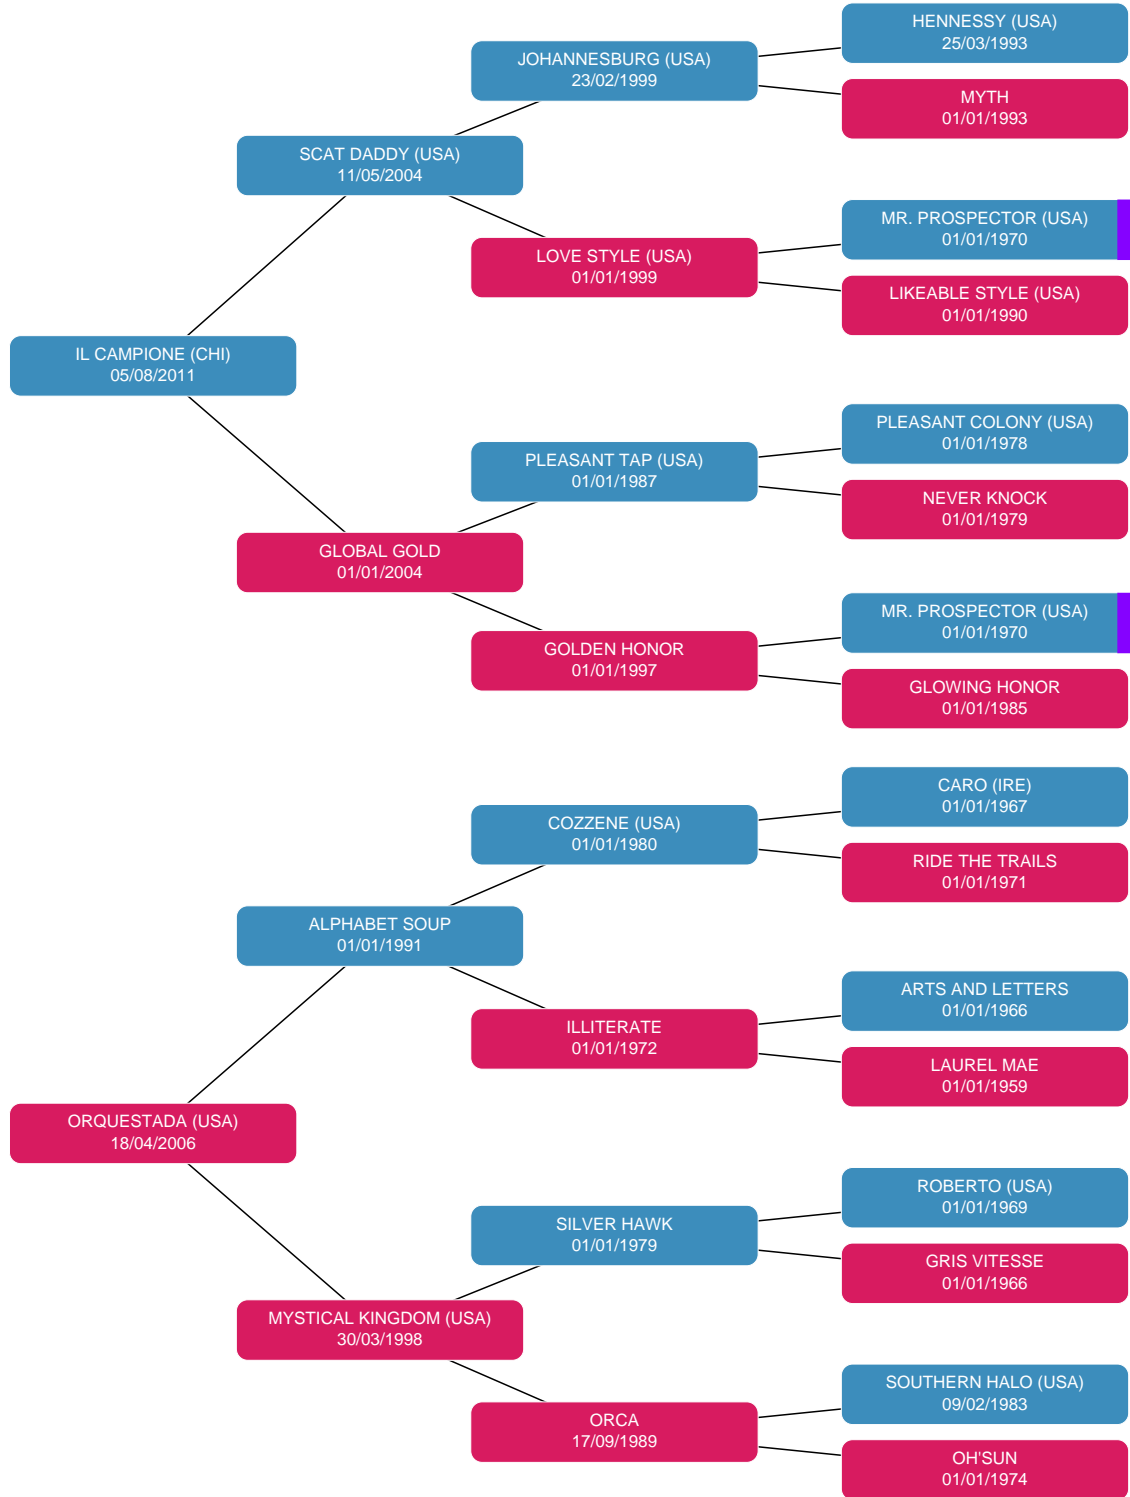 HENNESSY (USA)
25/03/1993
JOHANNESBURG (USA)
23/02/1999
MYTH
01/01/1993
SCAT DADDY (USA)
11/05/2004
MR. PROSPECTOR (USA)
01/01/1970
LOVE STYLE (USA)
01/01/1999
LIKEABLE STYLE (USA)
01/01/1990
IL CAMPIONE (CHI)
05/08/2011
PLEASANT COLONY (USA)
01/01/1978
PLEASANT TAP (USA)
01/01/1987
NEVER KNOCK
01/01/1979
GLOBAL GOLD
01/01/2004
MR. PROSPECTOR (USA)
01/01/1970
GOLDEN HONOR
01/01/1997
GLOWING HONOR
01/01/1985
CARO (IRE)
01/01/1967
COZZENE (USA)
01/01/1980
RIDE THE TRAILS
01/01/1971
ALPHABET SOUP
01/01/1991
ARTS AND LETTERS
01/01/1966
ILLITERATE
01/01/1972
LAUREL MAE
01/01/1959
ORQUESTADA (USA)
18/04/2006
ROBERTO (USA)
01/01/1969
SILVER HAWK
01/01/1979
GRIS VITESSE
01/01/1966
MYSTICAL KINGDOM (USA)
30/03/1998
SOUTHERN HALO (USA)
09/02/1983
ORCA
17/09/1989
OH'SUN
01/01/1974